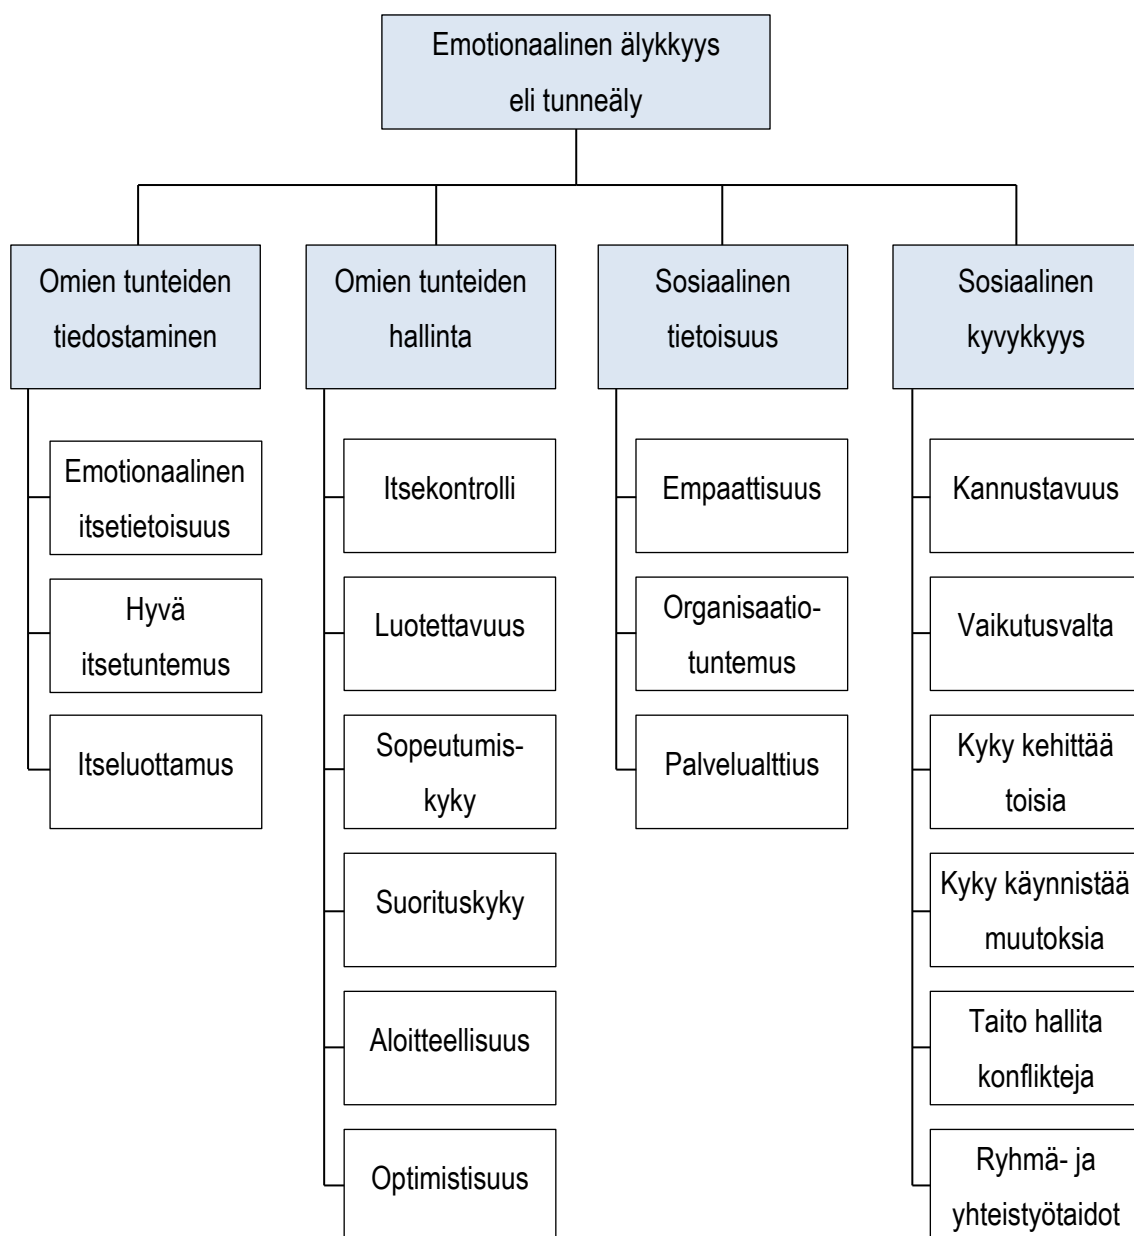 Emotionaalinen älykkyys
eli tunneäly
Omien tunteiden
tiedostaminen
Omien tunteiden
hallinta
Sosiaalinen
tietoisuus
Sosiaalinen
kyvykkyys
Emotionaalinen
itsetietoisuus
Hyvä
itsetuntemus
Itseluottamus
Itsekontrolli
Luotettavuus
Sopeutumis-
kyky
Suorituskyky
Aloitteellisuus
Optimistisuus
Empaattisuus
Organisaatio-
tuntemus
Palvelualttius
Kannustavuus
Vaikutusvalta
Kyky kehittää
toisia
Kyky käynnistää
muutoksia
Taito hallita
konflikteja
Ryhmä- ja
yhteistyötaidot